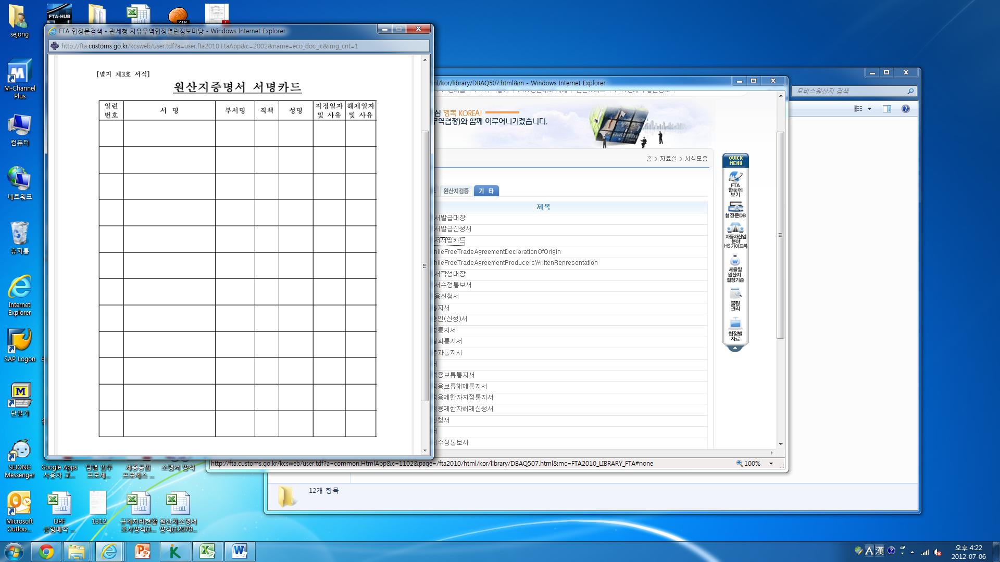 sejong
FTA-HUB
ZIP
M-Channel
Plus
컴퓨터
네트워크
휴지통
Internet
Explorer
SAP Logon
단말기
SEJONG
Messenger
Google Apps
사용자 교...
팀별 업무
프로세...
세종공업
프로세스 ...
소명서 양식
Microsoft
Outloo...
DPF
금형매각 ...
1312
규제처리현황
조사양식(1...
원산지소명서
양식(12070...
FTA 협정문검색 - 관세청 자유무역협정열린정보마당 - Windows Internet Explorer
http://fta.customs.go.kr/kcsweb/user.tdf?a=user.fta2010.FtaApp&c=2002&name=eco_doc_jc&img_cnt=1
[별지 제3호 서식]
원산지증명서 서명카드
일련 번호 서 명 부서명 직책 성명 지정일자 및 사유 해제일자 및 사유
ml/kor/library/DBAQ507.html&m - Windows Internet Explorer
심 행복 KOREA!
무역협정)와 함께 이루어나가겠습니다.
홈 > 자료실 > 서식모음
원산지검증 기 타
제목
서발급대장
서발급신청서
서서명카드
hileFreeTradeAgreementDeclarationOfOrigin
hileFreeTradeAgreementProducersWrittenRepresentation
서작성대장
서수정통보서
용신청서
통지서
승인(신청)서
정통지서
결과통지서
결과통지서
서
적용보류통지서
적용보류해제통지서
적용제한자지정통지서
적용제한자해제신청서
신청서
서
서수정통보서
QUICK
MENU
FTA
한눈에
보기
협정문DB
자동차산업
분야
HS가이드북
세율및
원산지
결정기준
물량
관리
협정별
자료
http://fta.customs.go.kr/kcsweb/user.tdf?a=common.HtmlApp&c=1102&page=/fta2010/html/kor/library/DBAQ507.html&mc=FTA2010_LIBRARY_FTA#none
100%
모비스원산지 검색
12개 항목
A 漢
오후 4:22
2012-07-06